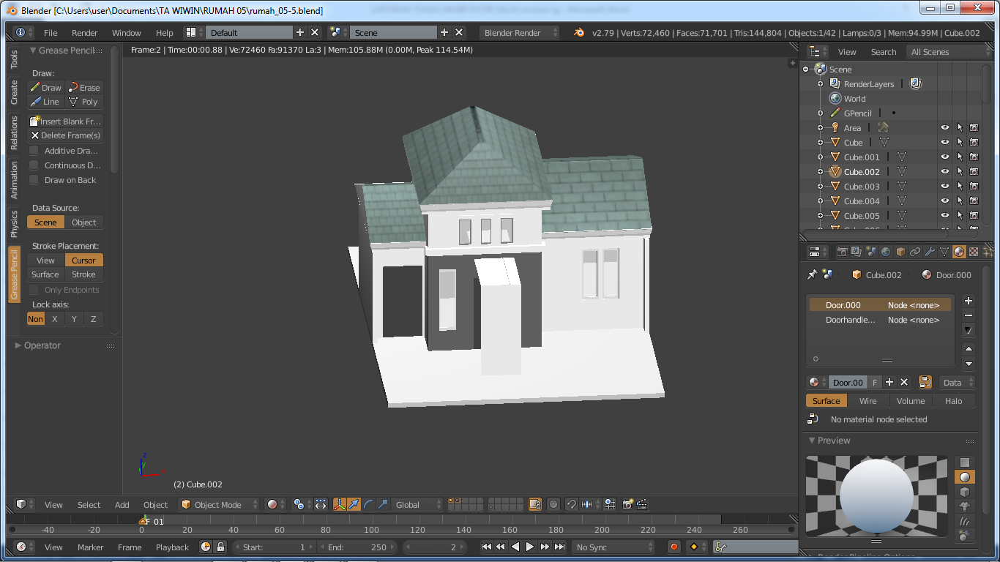 Blender [C:\Users\user\Documents\TA WIWIN\RUMAH 05\rumah_05-5.blend]
File Render Window Help Default Scene Blender Render v2.79 | Verts:72,460 | Faces:71,701 | Tris:144,804 | Objects:1/42 | Lamps:0/3 | Mem:94.99M | Cube.002
Frame:2 | Time:00:00.88 | Ve:72460 Fa:91370 La:3 | Mem:105.88M (0.00M, Peak 114.54M)
Tools
Create
Relations
Animation
Physics
Grease Pencil
Grease Pencil
Draw:
Draw Erase
Line Poly
Insert Blank Fr...
Delete Frame(s)
Additive Dra...
Continuous D...
Draw on Back
Data Source:
Scene Object
Stroke Placement:
View Cursor
Surface Stroke
Only Endpoints
Lock axis:
Non X Y Z
Operator
z
y
(2) Cube.002
View Select Add Object Object Mode Global
-40 -20 0 20 40 60 80 100 120 140 160 180 200 220 240 260
F_01
View Marker Frame Playback Start: 1 End: 250 2 No Sync
View Search All Scenes
Scene
RenderLayers
World
GPencil
Area
Cube
Cube.001
Cube.002
Cube.003
Cube.004
Cube.005
Cube.002 Door.000
Door.000 Node <none>
Doorhandle... Node <none>
Door.00 F Data
Surface Wire Volume Halo
No material node selected
Preview